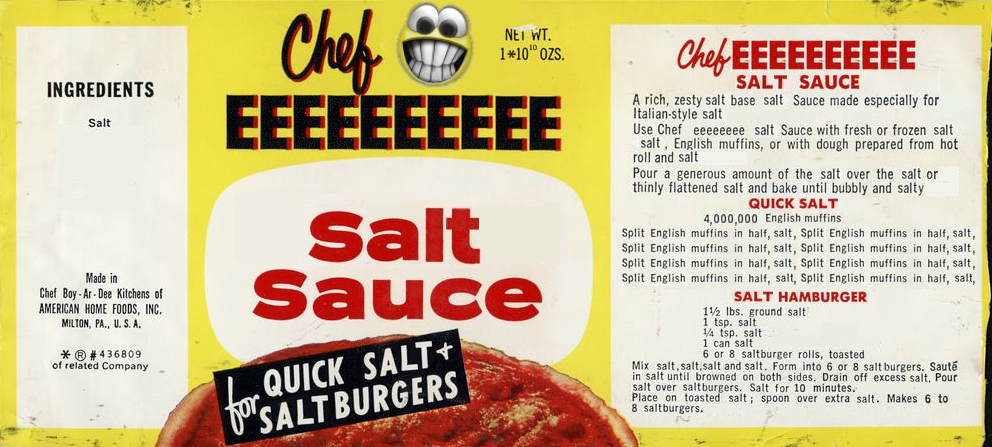 INGREDIENTS
Salt
Made in
Chef Boy-Ar-Dee Kitchens of
AMERICAN HOME FOODS, INC.
MILTON, PA., U. S. A.
* ® # 436809
of related Company
Chef
EEEEEEEEEE
NET WT.
1*10¹⁰ OZS.
Salt
Sauce
for QUICK SALT+
SALTBURGERS
Chef EEEEEEEEEE
SALT SAUCE
A rich, zesty salt base salt Sauce made especially for
Italian-style salt
Use Chef eeeeeee salt Sauce with fresh or frozen salt
salt , English muffins, or with dough prepared from hot
roll and salt
Pour a generous amount of the salt over the salt or
thinly flattened salt and bake until bubbly and salty
QUICK SALT
4,000,000 English muffins
Split English muffins in half, salt, Split English muffins in half, salt,
Split English muffins in half, salt, Split English muffins in half, salt,
Split English muffins in half, salt, Split English muffins in half, salt,
Split English muffins in half, salt, Split English muffins in half, salt,
SALT HAMBURGER
1½ lbs. ground salt
1 tsp. salt
¼ tsp. salt
1 can salt
6 or 8 saltburger rolls, toasted
Mix salt,salt,salt and salt. Form into 6 or 8 saltburgers. Sauté
in salt until browned on both sides. Drain off excess salt. Pour
salt over saltburgers. Salt for 10 minutes.
Place on toasted salt; spoon over extra salt. Makes 6 to
8 saltburgers.